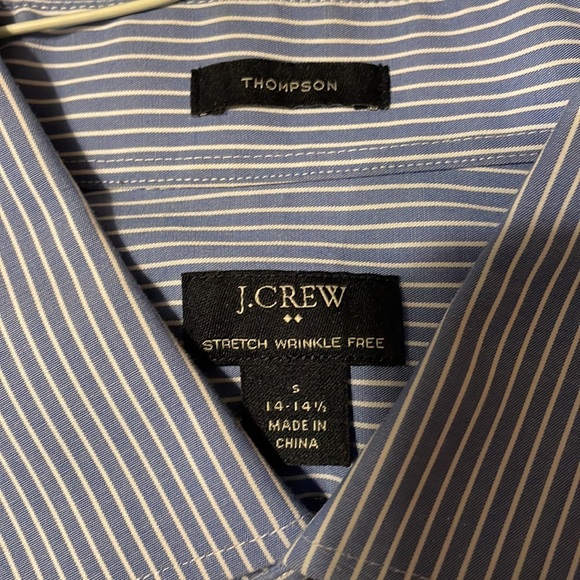 THOMPSON
J.CREW
STRETCH WRINKLE FREE
S
14-14½
MADE IN
CHINA